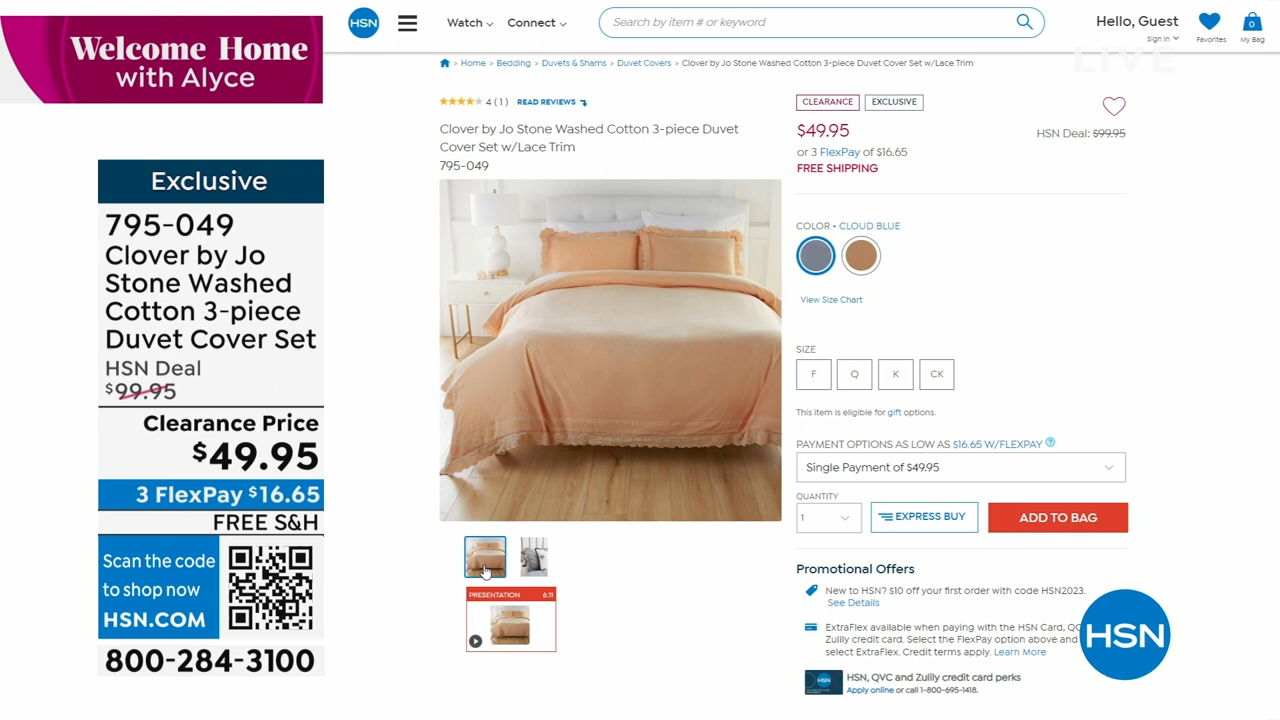 Welcome Home
with Alyce
Exclusive
795-049
Clover by Jo
Stone Washed
Cotton 3-piece
Duvet Cover Set
HSN Deal
$99.95
Clearance Price
$49.95
3 FlexPay $16.65
FREE S&H
Scan the code
to shop now
HSN.COM
800-284-3100
HSN
Watch
Connect
Search by item # or keyword
Hello, Guest
Sign In
Favorites
0
My Bag
LIVE
> Home > Bedding > Duvets & Shams > Duvet Covers > Clover by Jo Stone Washed Cotton 3-piece Duvet Cover Set w/Lace Trim
4 (1) READ REVIEWS
Clover by Jo Stone Washed Cotton 3-piece Duvet
Cover Set w/Lace Trim
795-049
PRESENTATION 6:11
CLEARANCE EXCLUSIVE
$49.95
HSN Deal: $99.95
or 3 FlexPay of $16.65
FREE SHIPPING
COLOR • CLOUD BLUE
View Size Chart
SIZE
F Q K CK
This item is eligible for gift options.
PAYMENT OPTIONS AS LOW AS $16.65 W/FLEXPAY
Single Payment of $49.95
QUANTITY
1
EXPRESS BUY
ADD TO BAG
Promotional Offers
New to HSN? $10 off your first order with code HSN2023.
See Details
ExtraFlex available when paying with the HSN Card, QC
Zulily credit card. Select the FlexPay option above and
select ExtraFlex. Credit terms apply. Learn More
HSN
HSN, QVC and Zulily credit card perks
Apply online or call 1-800-695-1418.
HSN